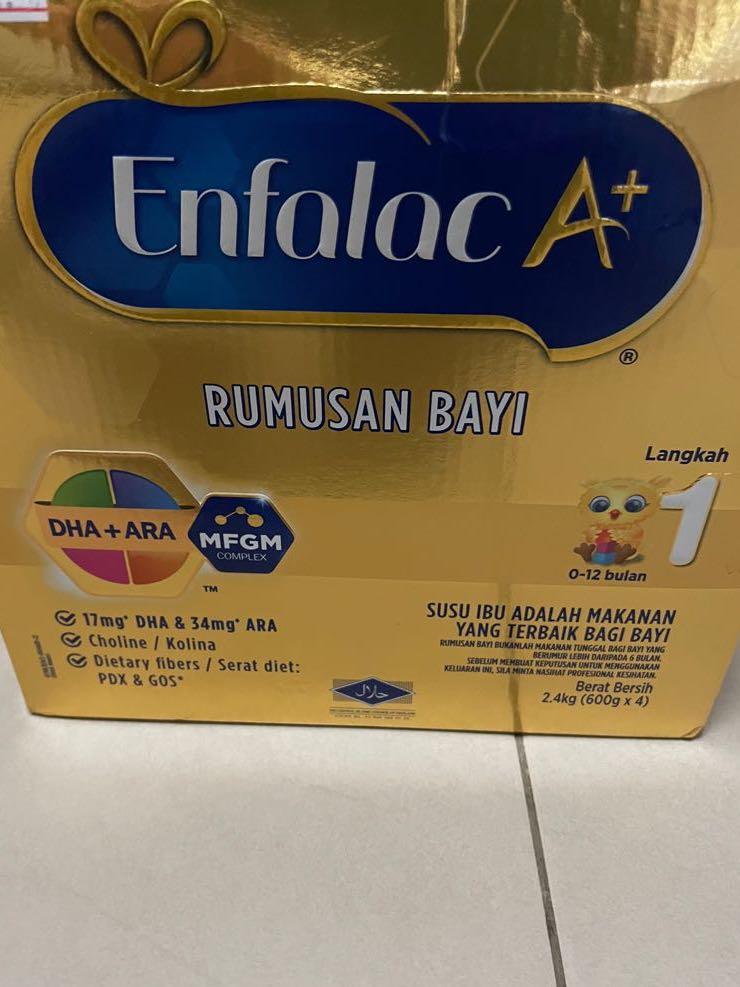 Enfalac A+
®
RUMUSAN BAYI
Langkah
1
0-12 bulan
DHA + ARA
MFGM
COMPLEX
TM
17mg* DHA & 34mg* ARA
Choline / Kolina
Dietary fibers / Serat diet:
PDX & GOS*
SUSU IBU ADALAH MAKANAN
YANG TERBAIK BAGI BAYI
RUMUSAN BAYI BUKANLAH MAKANAN TUNGGAL BAGI BAYI YANG
BERUMUR LEBIH DARIPADA 6 BULAN.
SEBELUM MEMBUAT KEPUTUSAN UNTUK MENGGUNAKAN
KELUARAN INI, SILA MINTA NASIHAT PROFESIONAL KESIHATAN.
Berat Bersih
2.4kg (600g x 4)
حلال